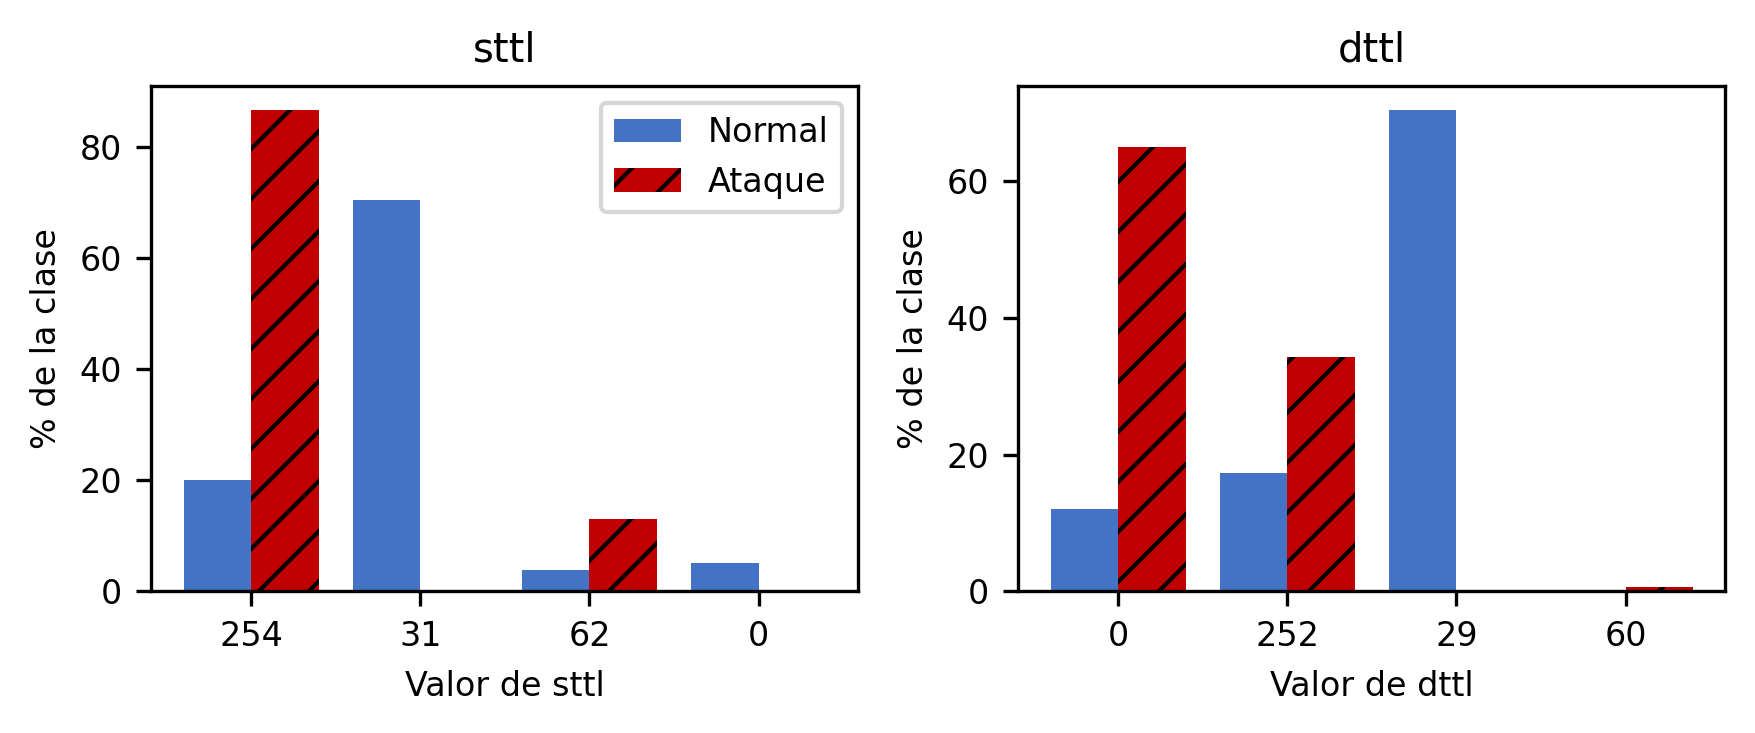 sttl
% de la clase
80
60
40
20
0
Normal
Ataque
254 31 62 0
Valor de sttl
dttl
% de la clase
60
40
20
0
0 252 29 60
Valor de dttl